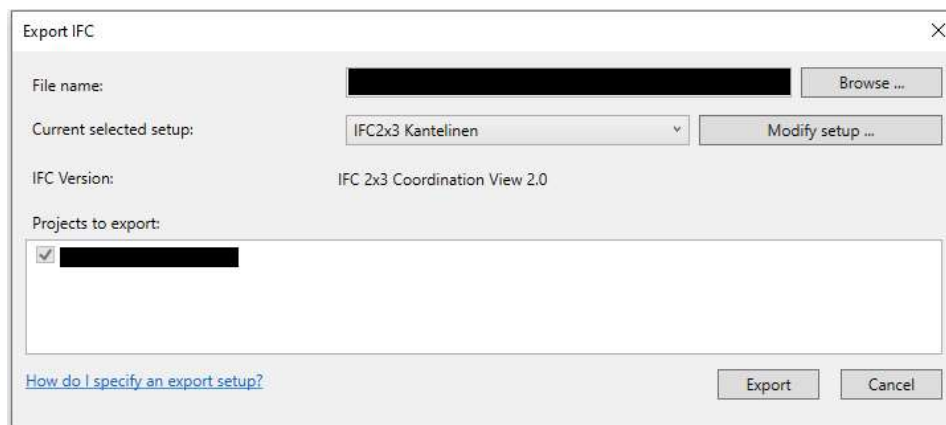 Export IFC
File name:
Browse ...
Current selected setup:
IFC2x3 Kantelinen
Modify setup ...
IFC Version:
IFC 2x3 Coordination View 2.0
Projects to export:
How do I specify an export setup?
Export
Cancel